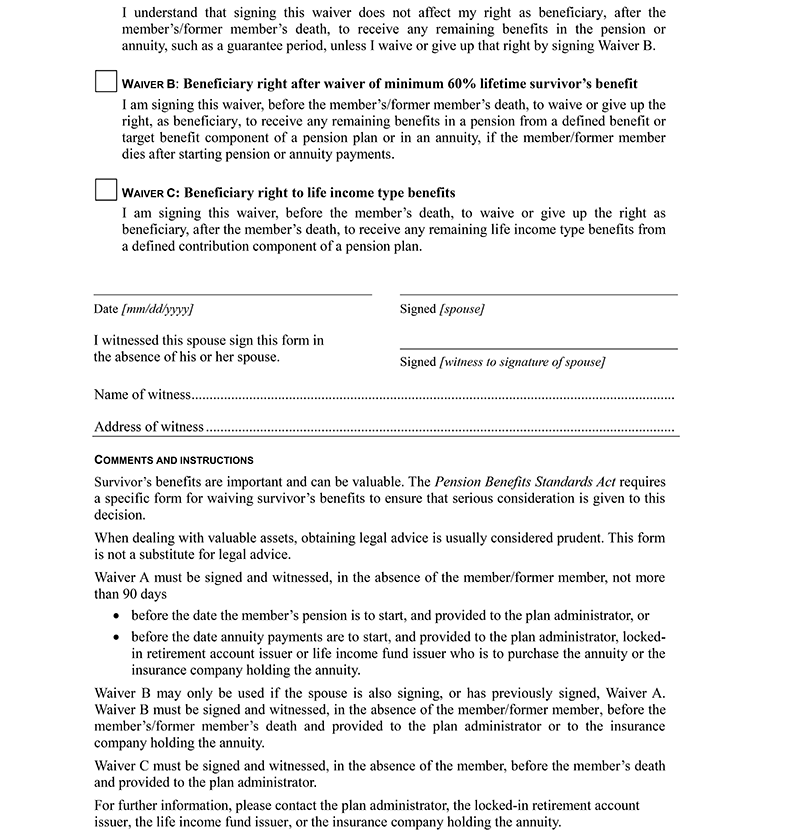 I understand that signing this waiver does not affect my right as beneficiary, after the
member's/former member's death, to receive any remaining benefits in the pension or
annuity, such as a guarantee period, unless I waive or give up that right by signing Waiver B.
WAIVER B: Beneficiary right after waiver of minimum 60% lifetime survivor's benefit
I am signing this waiver, before the member's/former member's death, to waive or give up the
right, as beneficiary, to receive any remaining benefits in a pension from a defined benefit or
target benefit component of a pension plan or in an annuity, if the member/former member
dies after starting pension or annuity payments.
WAIVER C: Beneficiary right to life income type benefits
I am signing this waiver, before the member's death, to waive or give up the right as
beneficiary, after the member's death, to receive any remaining life income type benefits from
a defined contribution component of a pension plan.
Date [mm/dd/yyyy]
Signed [spouse]
I witnessed this spouse sign this form in
the absence of his or her spouse.
Signed [witness to signature of spouse]
Name of witness
Address of witness
COMMENTS AND INSTRUCTIONS
Survivor's benefits are important and can be valuable. The Pension Benefits Standards Act requires
a specific form for waiving survivor's benefits to ensure that serious consideration is given to this
decision.
When dealing with valuable assets, obtaining legal advice is usually considered prudent. This form
is not a substitute for legal advice.
Waiver A must be signed and witnessed, in the absence of the member/former member, not more
than 90 days
• before the date the member's pension is to start, and provided to the plan administrator, or
• before the date annuity payments are to start, and provided to the plan administrator, locked-
in retirement account issuer or life income fund issuer who is to purchase the annuity or the
insurance company holding the annuity.
Waiver B may only be used if the spouse is also signing, or has previously signed, Waiver A.
Waiver B must be signed and witnessed, in the absence of the member/former member, before the
member's/former member's death and provided to the plan administrator or to the insurance
company holding the annuity.
Waiver C must be signed and witnessed, in the absence of the member, before the member's death
and provided to the plan administrator.
For further information, please contact the plan administrator, the locked-in retirement account
issuer, the life income fund issuer, or the insurance company holding the annuity.